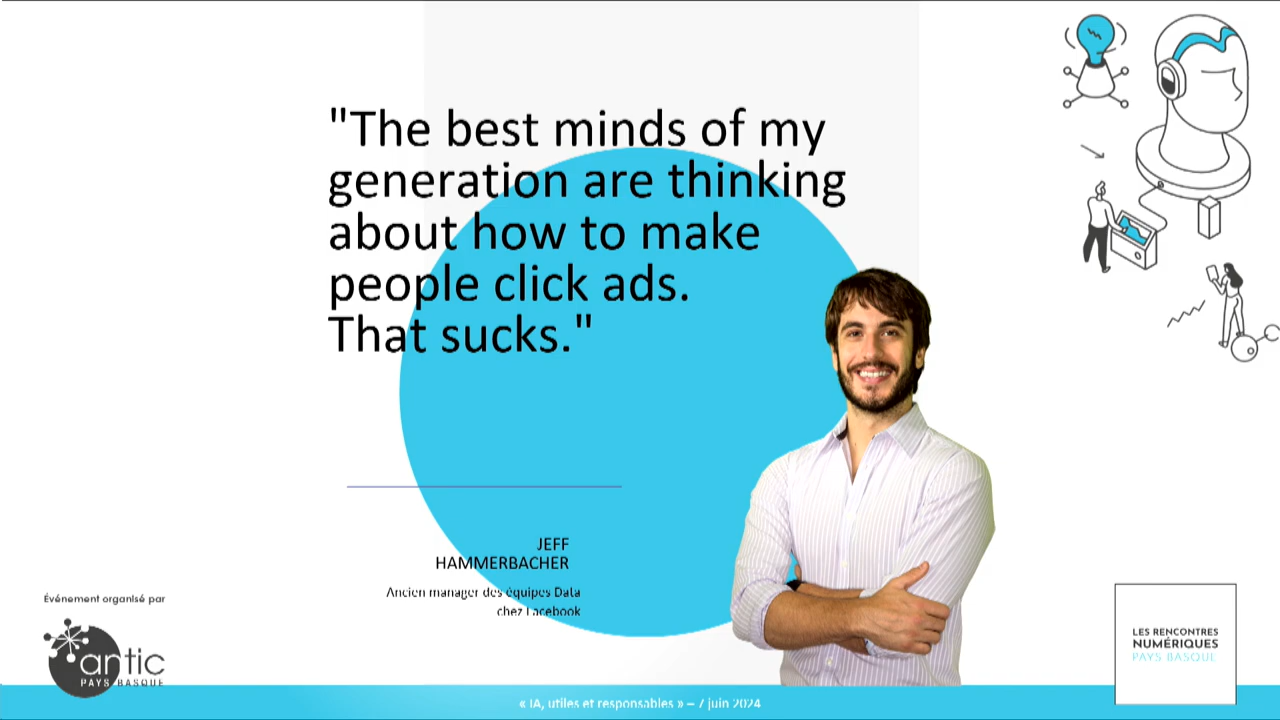 "The best minds of my
generation are thinking
about how to make
people click ads.
That sucks."
JEFF
HAMMERBACHER
Ancien manager des équipes Data
chez Facebook
Événement organisé par
antic
PAYS BASQUE
LES RENCONTRES
NUMÉRIQUES
PAYS BASQUE
« IA, utiles et responsables » – 7 juin 2024